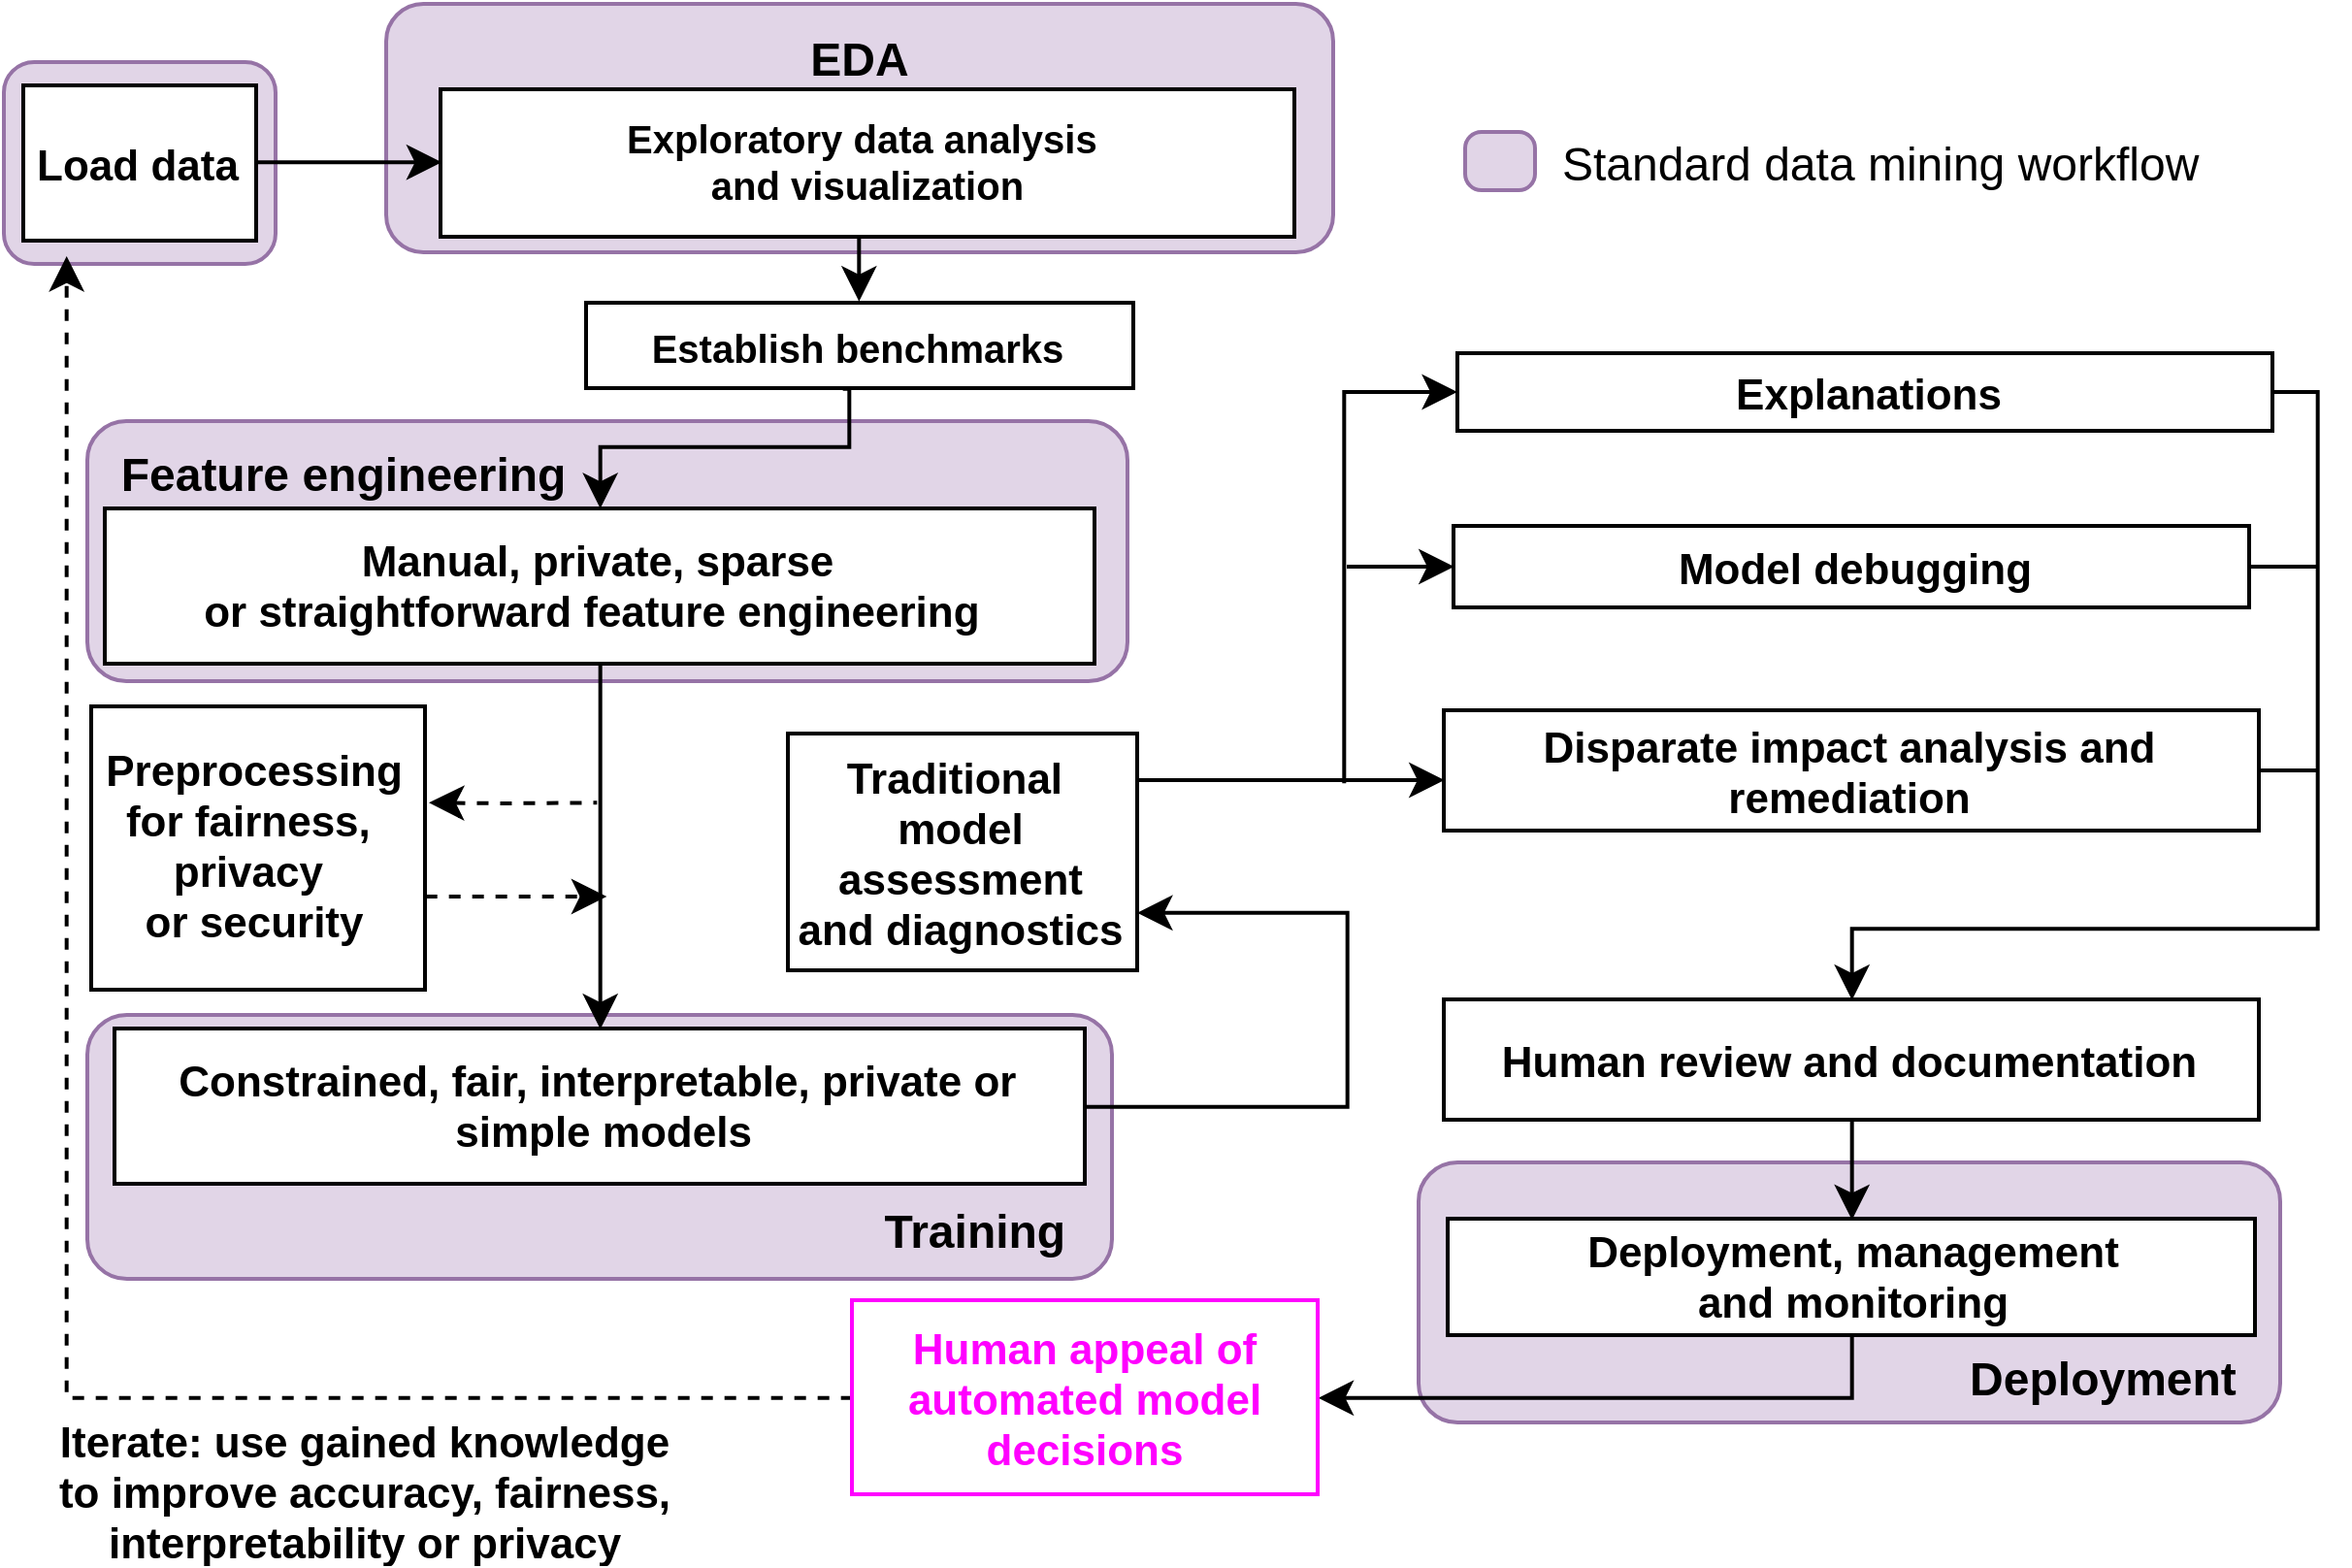 EDA
Load data
Exploratory data analysis
and visualization
Standard data mining workflow
Establish benchmarks
Explanations
Feature engineering
Manual, private, sparse
or straightforward feature engineering
Model debugging
Preprocessing
for fairness,
privacy
or security
Traditional
model
assessment
and diagnostics
Disparate impact analysis and
remediation
Constrained, fair, interpretable, private or
simple models
Training
Human review and documentation
Deployment, management
and monitoring
Deployment
Human appeal of
automated model
decisions
Iterate: use gained knowledge
to improve accuracy, fairness,
interpretability or privacy